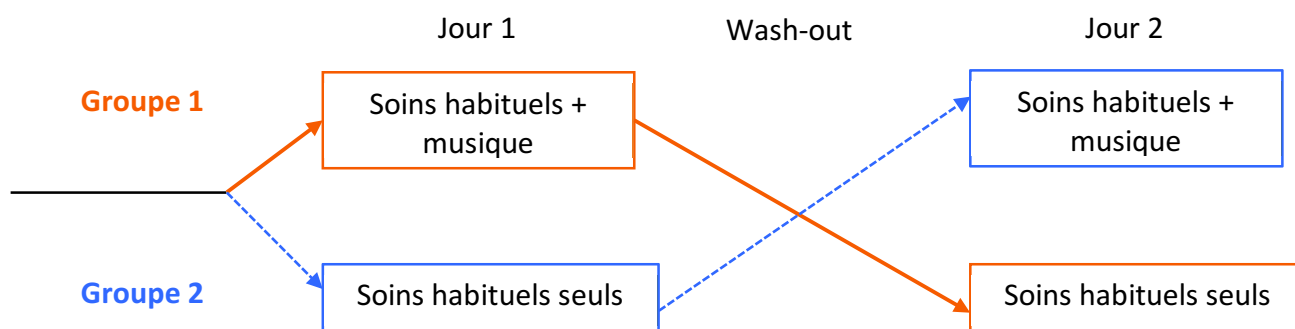 Jour 1
Wash-out
Jour 2
Groupe 1
Soins habituels +
musique
Soins habituels +
musique
Groupe 2
Soins habituels seuls
Soins habituels seuls